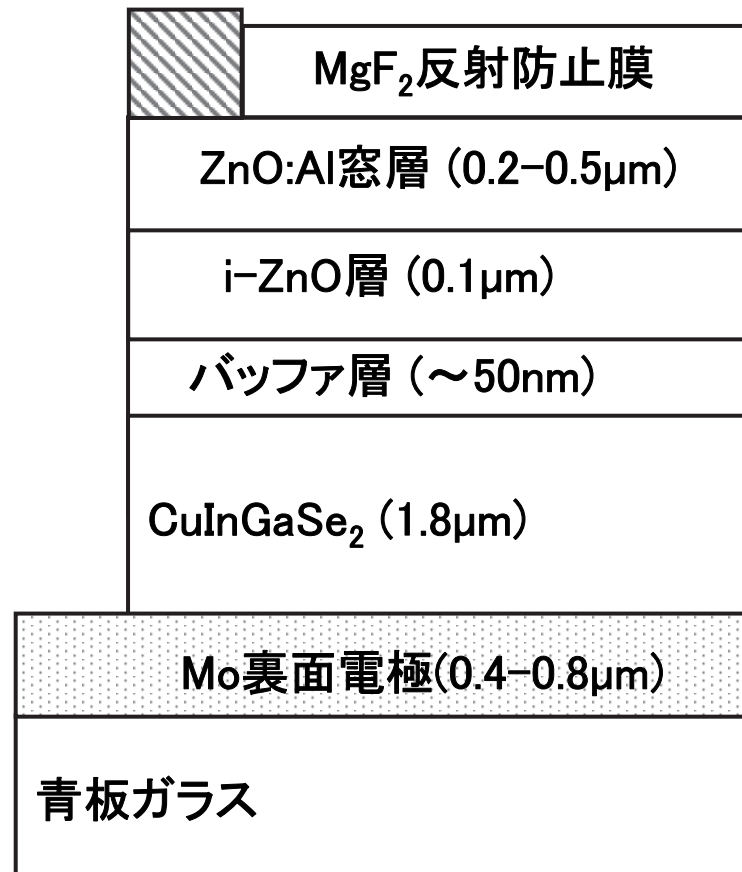 MgF₂反射防止膜
ZnO:Al窓層 (0.2-0.5μm)
i-ZnO層 (0.1μm)
バッファ層 (～50nm)
CuInGaSe₂ (1.8μm)
Mo裏面電極(0.4-0.8μm)
青板ガラス